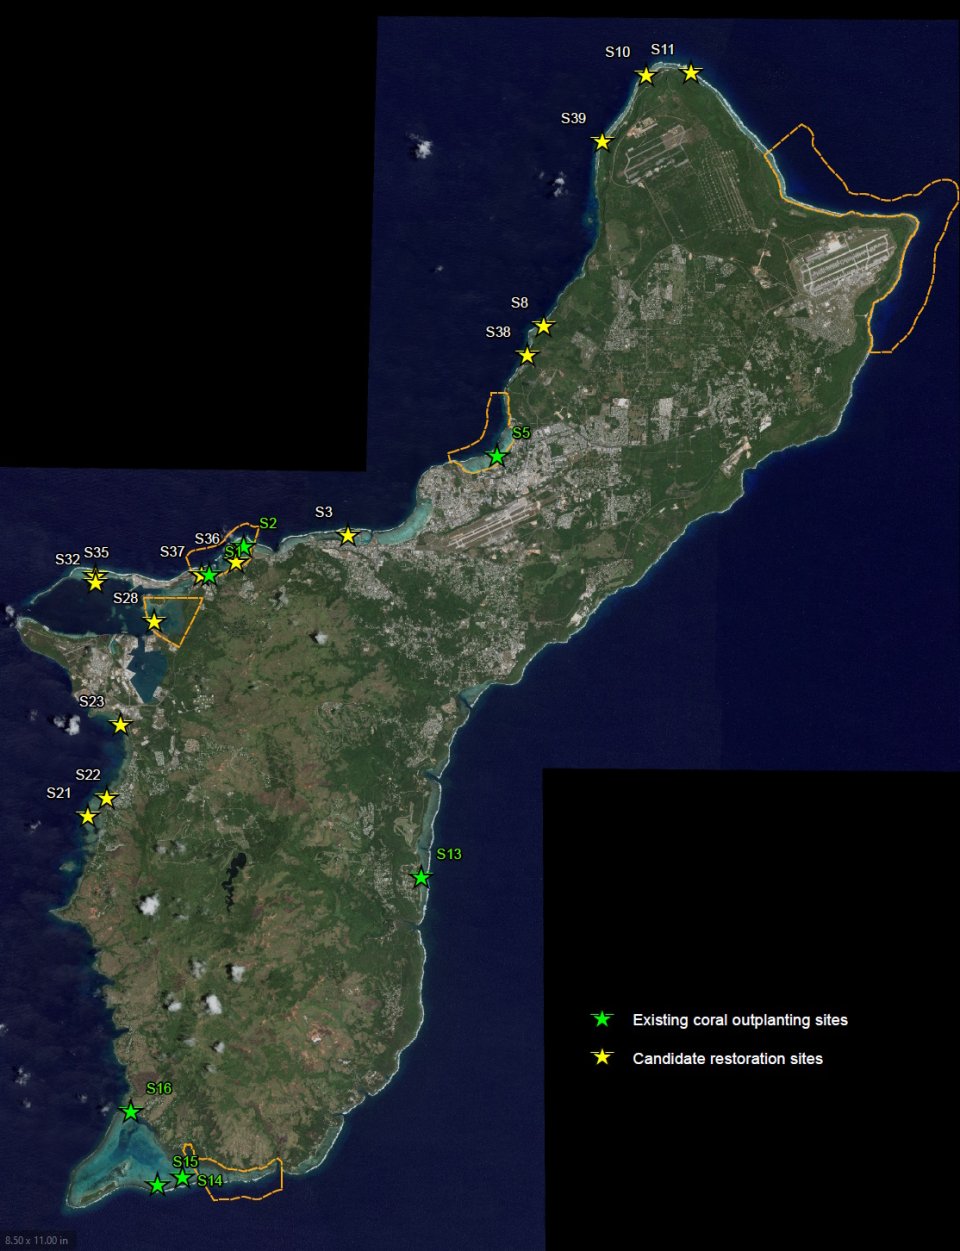 S10
S11
S39
S8
S38
S5
S3
S2
S36
S1
S37
S35
S32
S28
S23
S22
S21
S13
Existing coral outplanting sites
Candidate restoration sites
S16
S15
S14
8.50 x 11.00 in